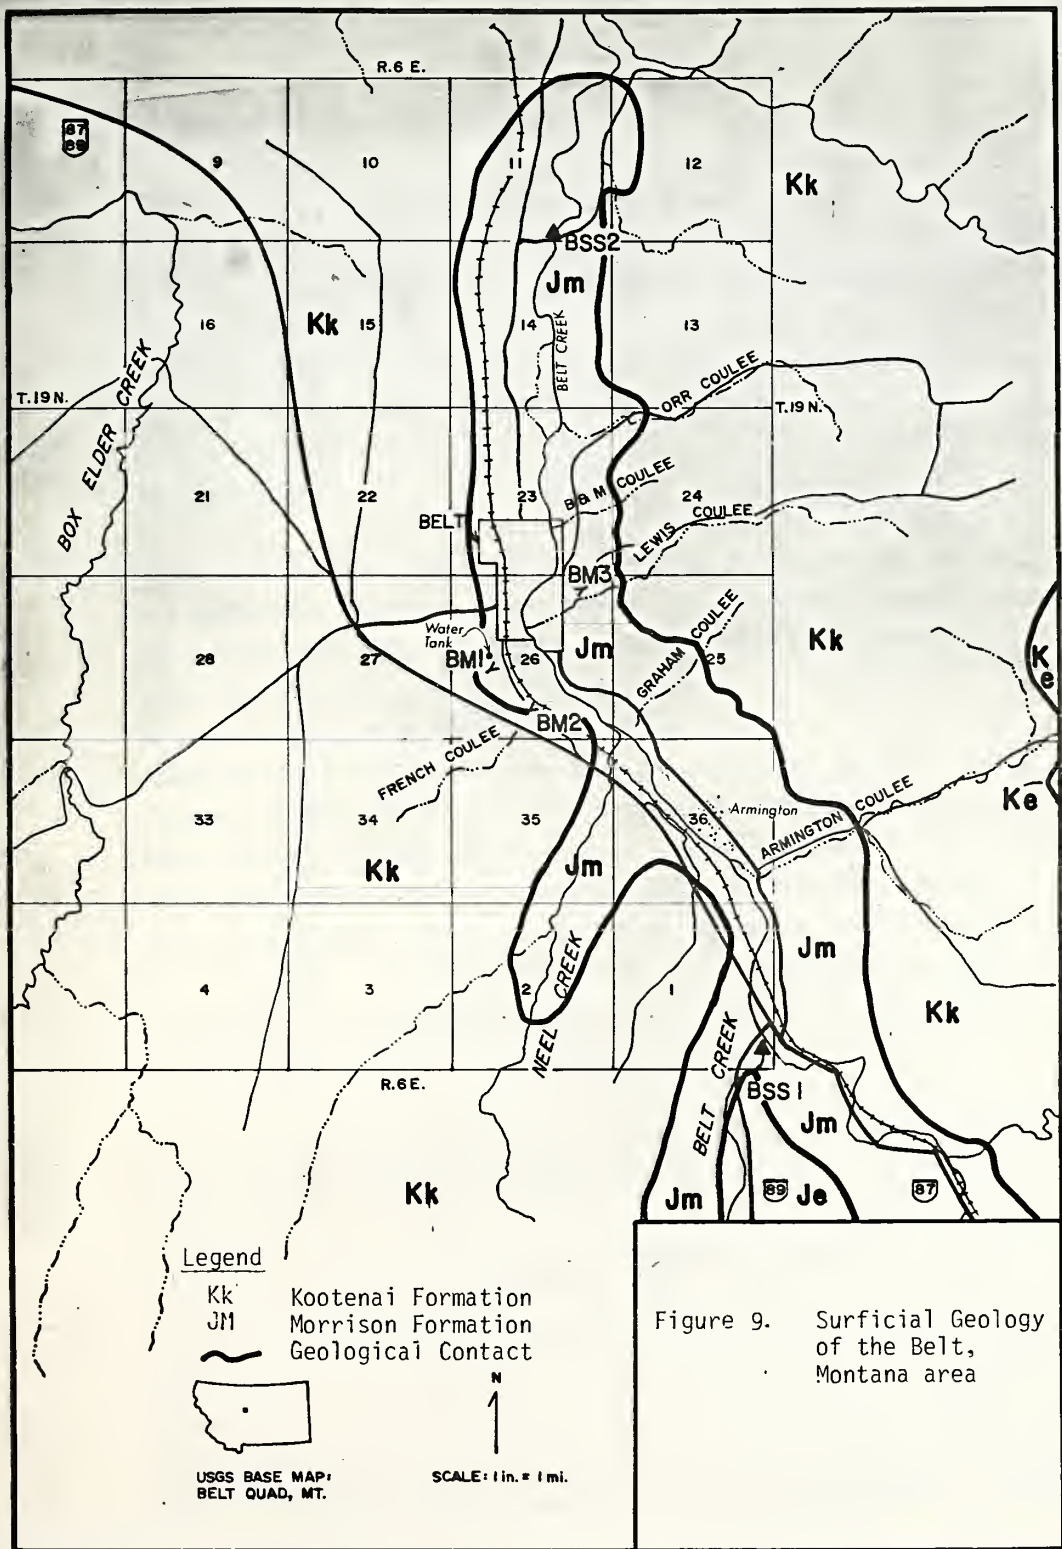 R.6 E.
87
89
9
10
11
12
Kk
BSS2
Jm
16
Kk
15
14
BELT CREEK
13
BOX ELDER CREEK
T.19 N.
ORR COULEE
T.19 N.
21
22
23
B & M COULEE
24
BELT
LEWIS COULEE
BM3
28
27
Water
Tank
BM1
26
Jm
GRAHAM COULEE
25
Kk
K
e
BM2
FRENCH COULEE
33
34
35
36
Armington
ARMINGTON COULEE
Ke
Kk
Jm
Jm
4
3
2
NEEL CREEK
1
Kk
BELT CREEK
R.6 E.
BSS 1
Jm
Kk
Jm
89
Je
87
Legend
Kk Kootenai Formation
JM Morrison Formation
Geological Contact
N
USGS BASE MAP:
BELT QUAD, MT.
SCALE: 1 in. = 1 mi.
Figure 9. Surficial Geology
of the Belt,
Montana area